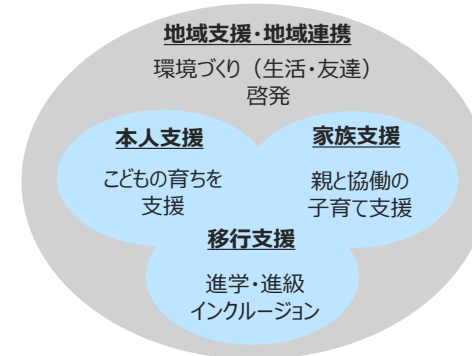 地域支援・地域連携
環境づくり（生活・友達）
啓発
本人支援
こどもの育ちを
支援
家族支援
親と協働の
子育て支援
移行支援
進学・進級
インクルージョン